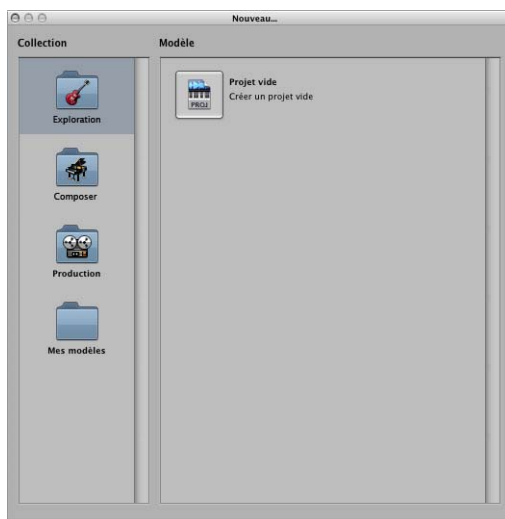 Nouveau...
Collection
Modèle
Exploration
Composer
Production
Mes modèles
Projet vide
Créer un projet vide
PROJ